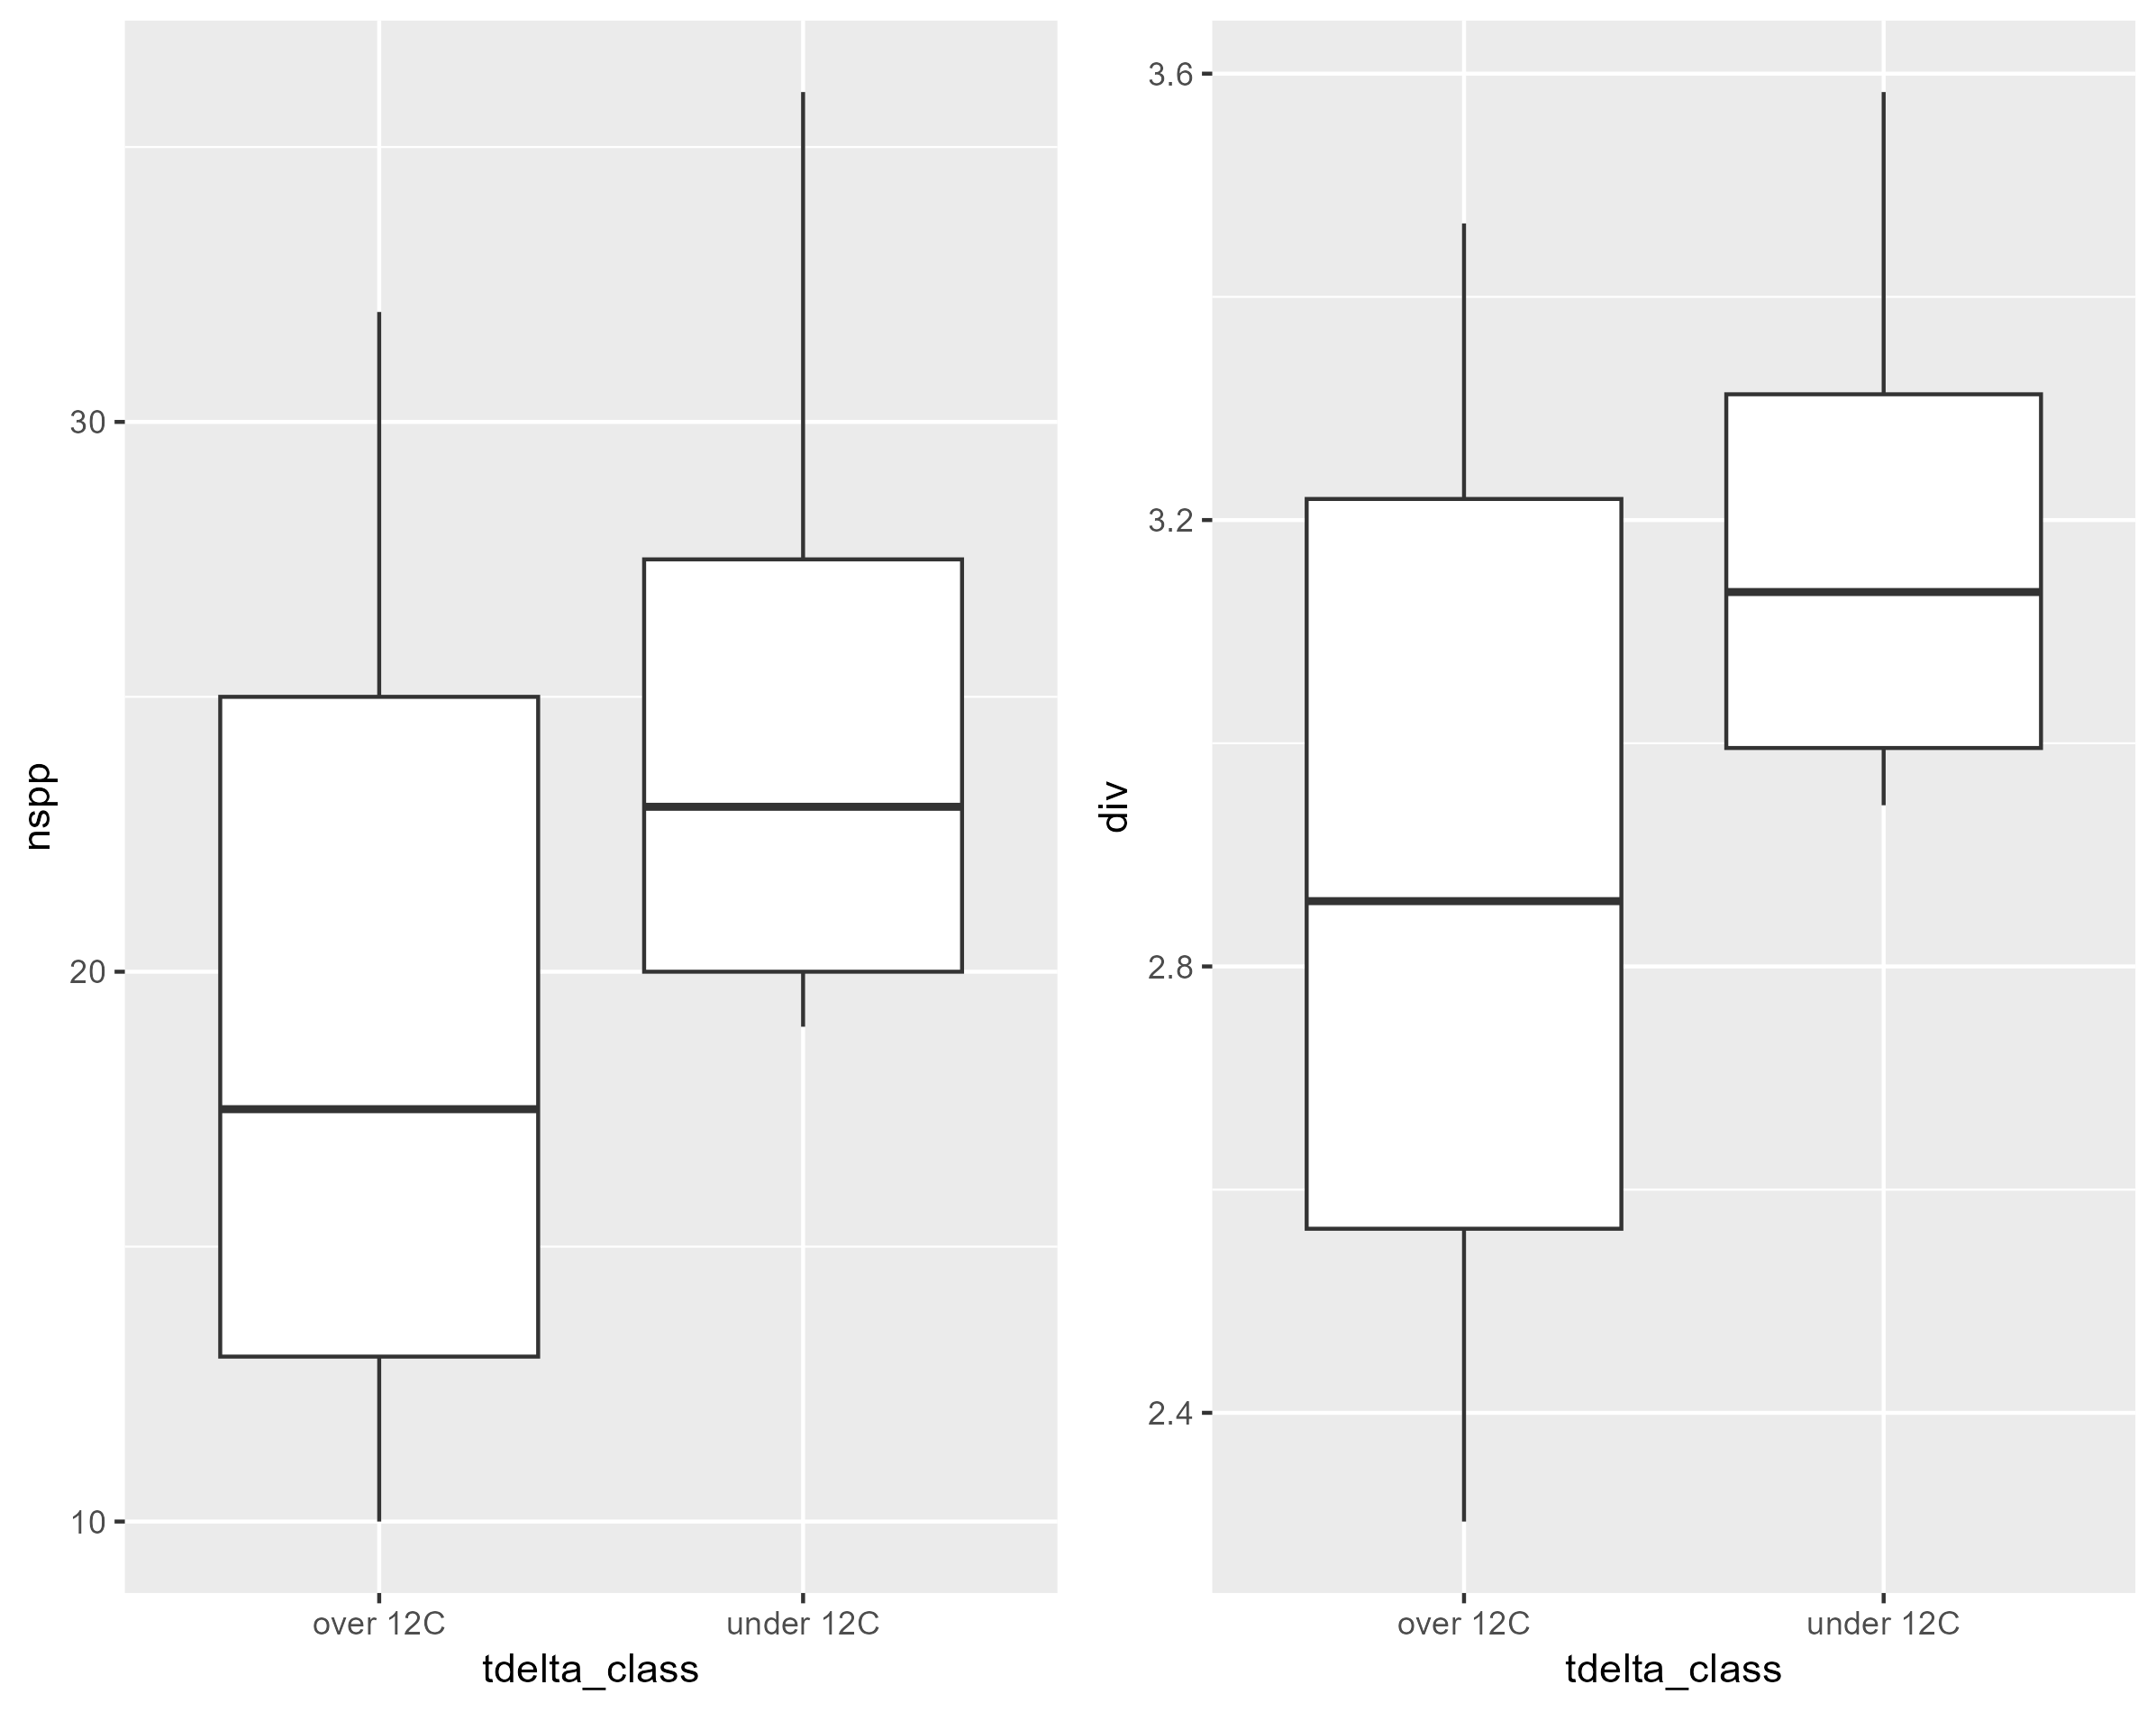 nspp
30
20
10
over 12C
under 12C
tdelta_class
div
3.6
3.2
2.8
2.4
over 12C
under 12C
tdelta_class